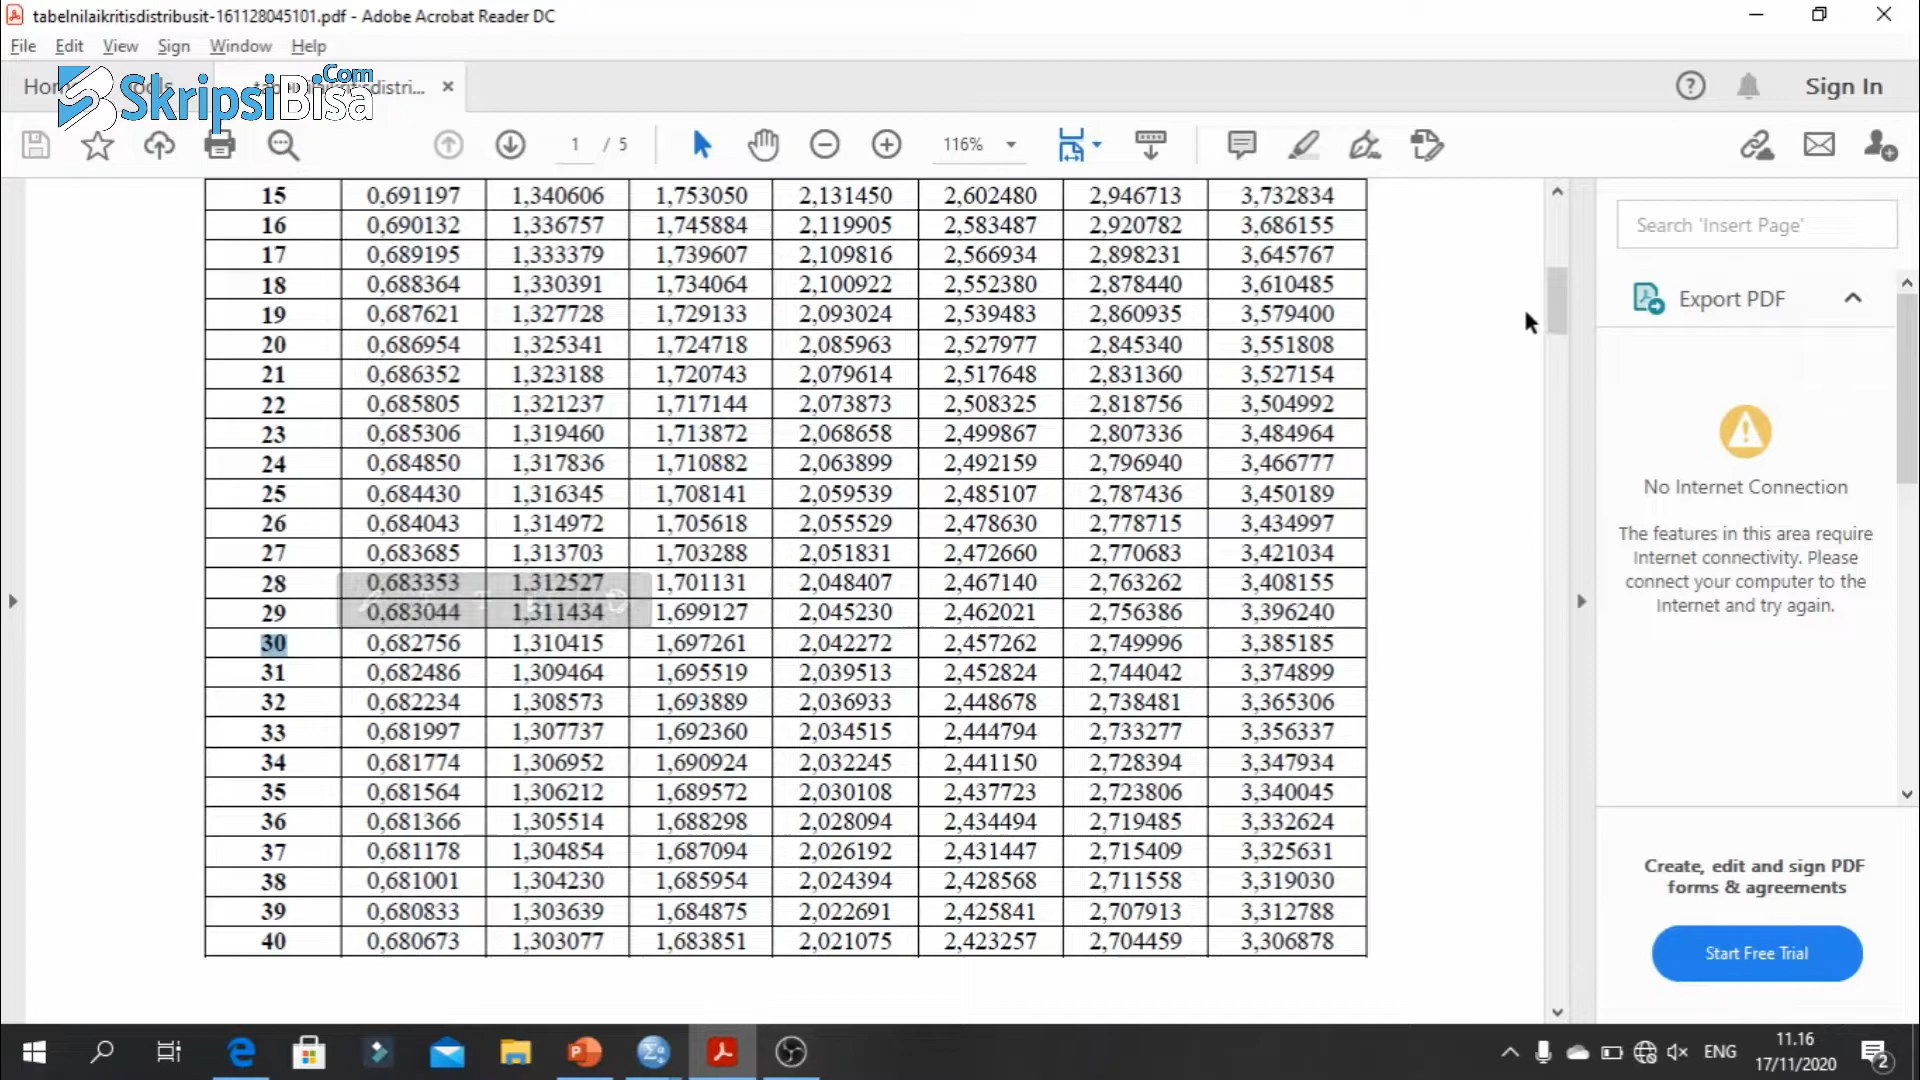 tabelnilaikritisdistribusit-161128045101.pdf - Adobe Acrobat Reader DC
File Edit View Sign Window Help
SkripsiBisa .Com
Sign In
1 / 5 116%
15 0,691197 1,340606 1,753050 2,131450 2,602480 2,946713 3,732834
16 0,690132 1,336757 1,745884 2,119905 2,583487 2,920782 3,686155
17 0,689195 1,333379 1,739607 2,109816 2,566934 2,898231 3,645767
18 0,688364 1,330391 1,734064 2,100922 2,552380 2,878440 3,610485
19 0,687621 1,327728 1,729133 2,093024 2,539483 2,860935 3,579400
20 0,686954 1,325341 1,724718 2,085963 2,527977 2,845340 3,551808
21 0,686352 1,323188 1,720743 2,079614 2,517648 2,831360 3,527154
22 0,685805 1,321237 1,717144 2,073873 2,508325 2,818756 3,504992
23 0,685306 1,319460 1,713872 2,068658 2,499867 2,807336 3,484964
24 0,684850 1,317836 1,710882 2,063899 2,492159 2,796940 3,466777
25 0,684430 1,316345 1,708141 2,059539 2,485107 2,787436 3,450189
26 0,684043 1,314972 1,705618 2,055529 2,478630 2,778715 3,434997
27 0,683685 1,313703 1,703288 2,051831 2,472660 2,770683 3,421034
28 0,683353 1,312527 1,701131 2,048407 2,467140 2,763262 3,408155
29 0,683044 1,311434 1,699127 2,045230 2,462021 2,756386 3,396240
30 0,682756 1,310415 1,697261 2,042272 2,457262 2,749996 3,385185
31 0,682486 1,309464 1,695519 2,039513 2,452824 2,744042 3,374899
32 0,682234 1,308573 1,693889 2,036933 2,448678 2,738481 3,365306
33 0,681997 1,307737 1,692360 2,034515 2,444794 2,733277 3,356337
34 0,681774 1,306952 1,690924 2,032245 2,441150 2,728394 3,347934
35 0,681564 1,306212 1,689572 2,030108 2,437723 2,723806 3,340045
36 0,681366 1,305514 1,688298 2,028094 2,434494 2,719485 3,332624
37 0,681178 1,304854 1,687094 2,026192 2,431447 2,715409 3,325631
38 0,681001 1,304230 1,685954 2,024394 2,428568 2,711558 3,319030
39 0,680833 1,303639 1,684875 2,022691 2,425841 2,707913 3,312788
40 0,680673 1,303077 1,683851 2,021075 2,423257 2,704459 3,306878
Search 'Insert Page'
Export PDF
No Internet Connection
The features in this area require
Internet connectivity. Please
connect your computer to the
Internet and try again.
Create, edit and sign PDF
forms & agreements
Start Free Trial
ENG
11.16
17/11/2020
2